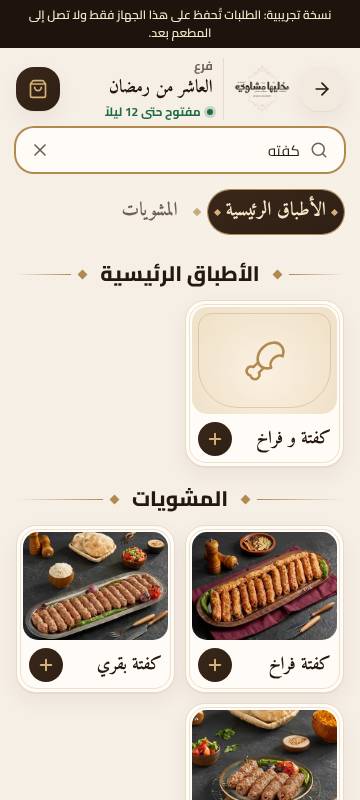 نسخة تجريبية: الطلبات تُحفظ على هذا الجهاز فقط ولا تصل إلى
المطعم بعد.
فرع
العاشر من رمضان
مفتوح حتى 12 ليلاً
كفته
الأطباق الرئيسية
المشويات
الأطباق الرئيسية
كفتة و فراخ
المشويات
كفتة فراخ
كفتة بقري